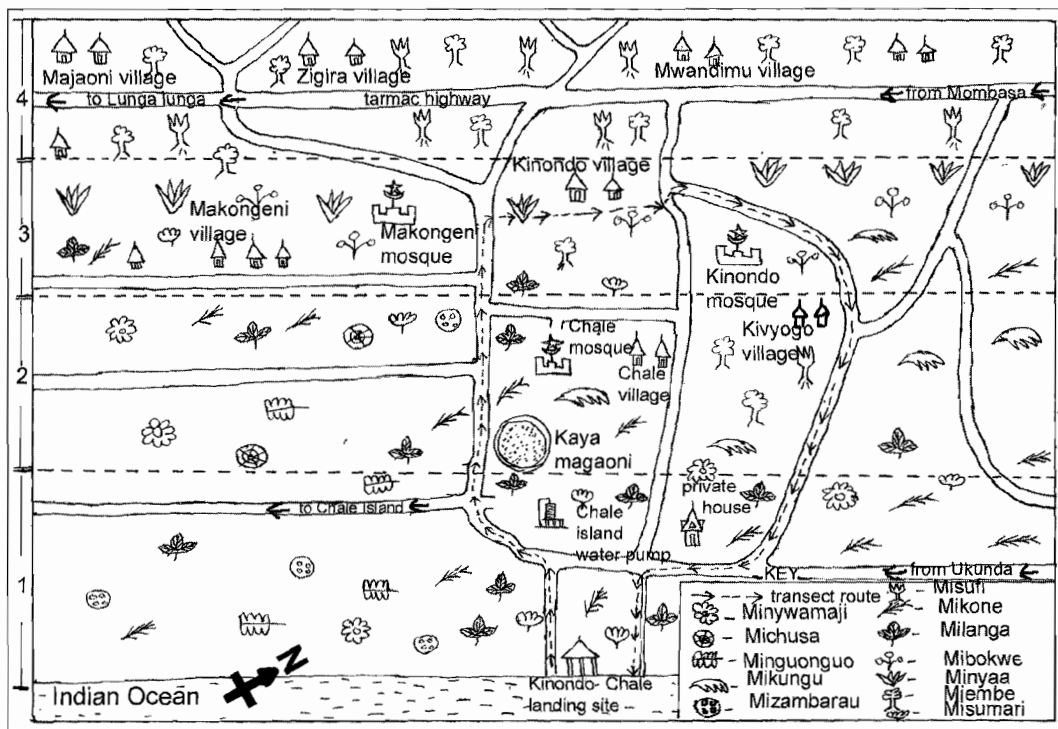 Majaoni village
Zigira village
Mwandimu village
4
to Lunga lunga
tarmac highway
from Mombasa
Kinondo village
Makongeni
village
Makongeni
mosque
3
Kinondo
mosque
Chale
mosque
Kivyogo
village
Chale
village
2
Kaya
magaoni
private
house
to Chale Island
Chale
island
water pump
1
from Ukunda
KEY
transect route
Minywamaji
Michusa
Minguonguo
Mikungu
Mizambarau
Misufi
Mikone
Milanga
Mibokwe
Minyaa
Miembe
Misumari
N
Indian Ocean
Kinondo- Chale
landing site